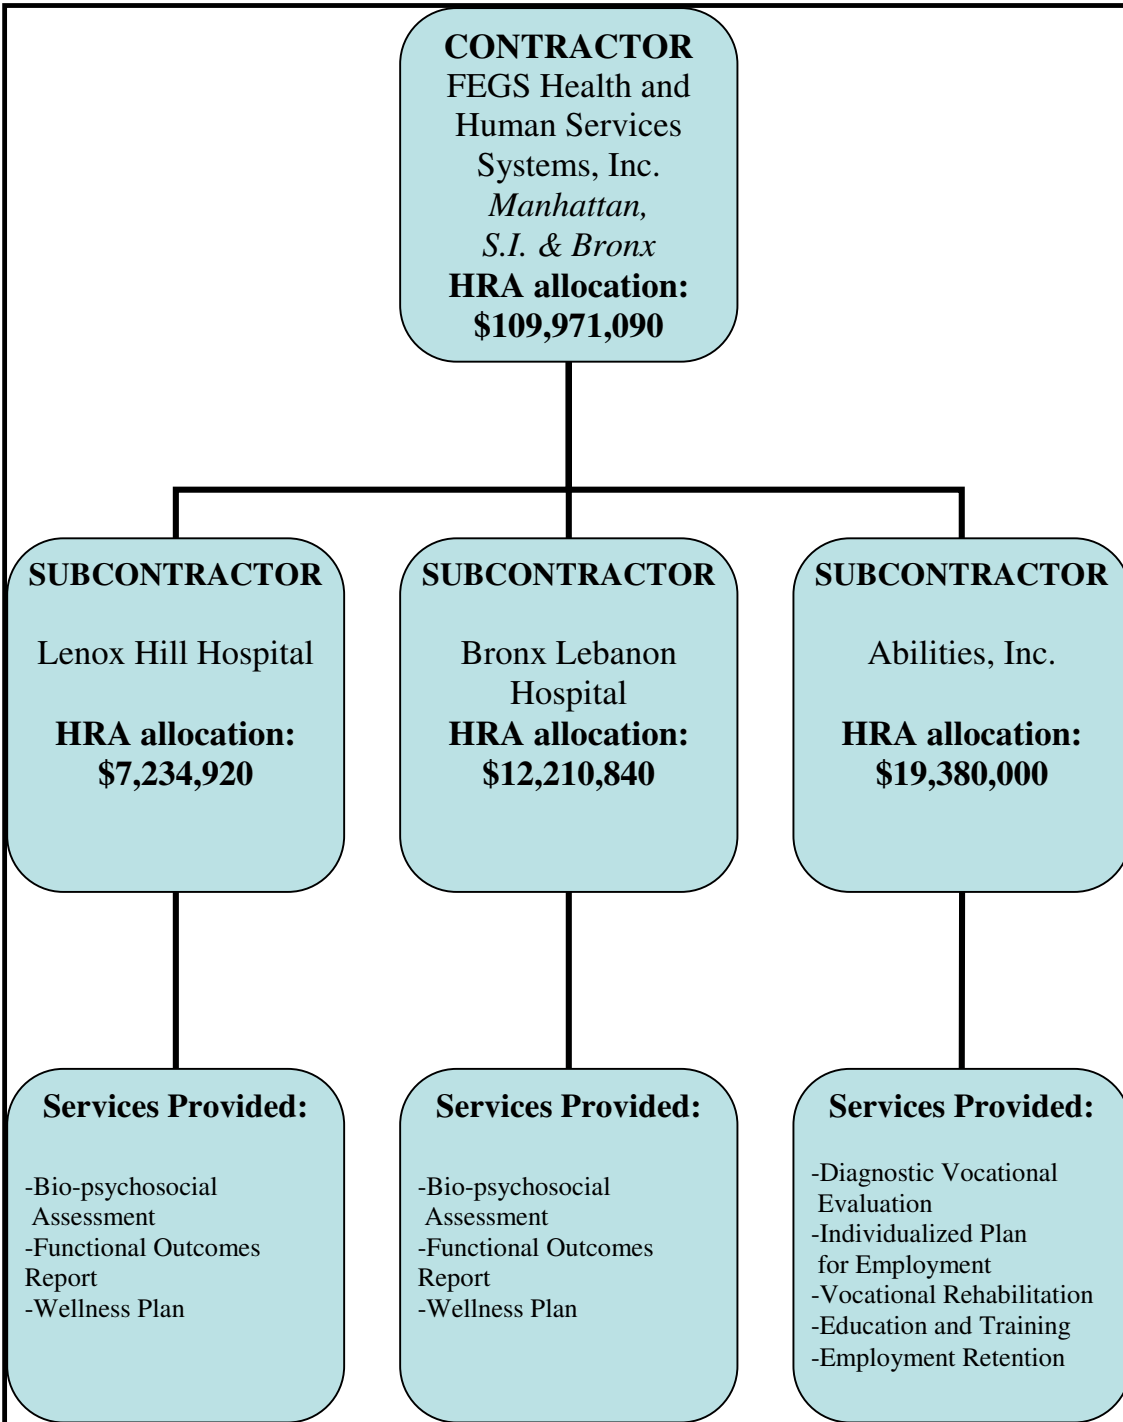 CONTRACTOR
FEGS Health and
Human Services
Systems, Inc.
Manhattan,
S.I. & Bronx
HRA allocation:
$109,971,090
SUBCONTRACTOR
Lenox Hill Hospital
HRA allocation:
$7,234,920
SUBCONTRACTOR
Bronx Lebanon
Hospital
HRA allocation:
$12,210,840
SUBCONTRACTOR
Abilities, Inc.
HRA allocation:
$19,380,000
Services Provided:
-Bio-psychosocial
Assessment
-Functional Outcomes
Report
-Wellness Plan
Services Provided:
-Bio-psychosocial
Assessment
-Functional Outcomes
Report
-Wellness Plan
Services Provided:
-Diagnostic Vocational
Evaluation
-Individualized Plan
for Employment
-Vocational Rehabilitation
-Education and Training
-Employment Retention